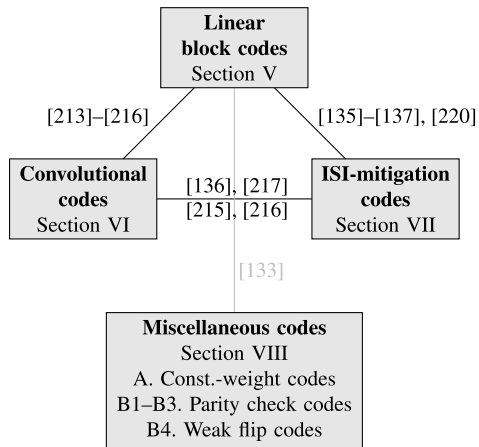 Linear
block codes
Section V
[213]–[216]
[135]–[137], [220]
Convolutional
codes
Section VI
[136], [217]
[215], [216]
ISI-mitigation
codes
Section VII
[133]
Miscellaneous codes
Section VIII
A. Const.-weight codes
B1–B3. Parity check codes
B4. Weak flip codes